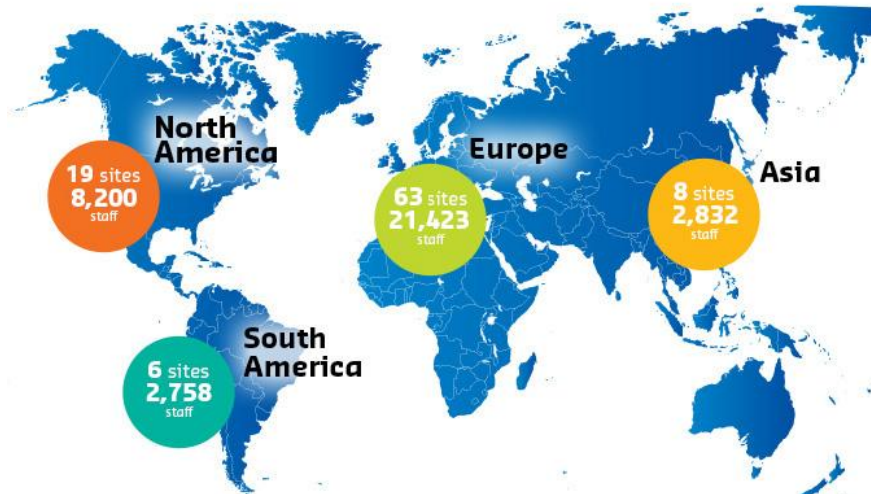 North
America
19 sites
8,200
staff
Europe
63 sites
21,423
staff
Asia
8 sites
2,832
staff
South
America
6 sites
2,758
staff